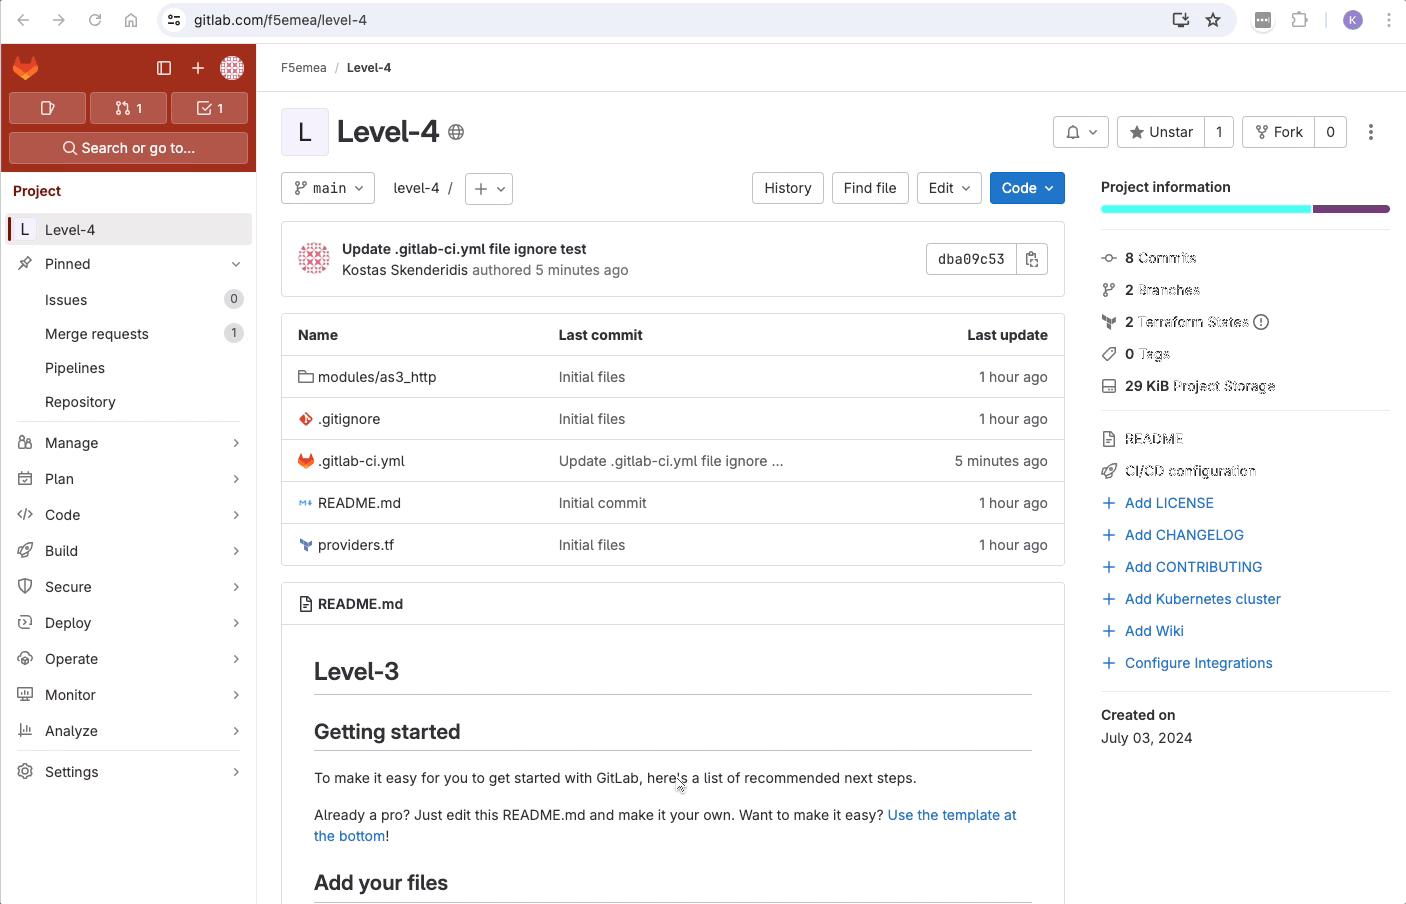 gitlab.com/f5emea/level-4
K
1
1
Search or go to...
Project
L Level-4
Pinned
Issues 0
Merge requests 1
Pipelines
Repository
Manage
Plan
Code
Build
Secure
Deploy
Operate
Monitor
Analyze
Settings
F5emea / Level-4
L Level-4
Unstar 1
Fork 0
main
level-4 /
History
Find file
Edit
Code
Update .gitlab-ci.yml file ignore test
Kostas Skenderidis authored 5 minutes ago
dba09c53
Name Last commit Last update
modules/as3_http Initial files 1 hour ago
.gitignore Initial files 1 hour ago
.gitlab-ci.yml Update .gitlab-ci.yml file ignore ... 5 minutes ago
README.md Initial commit 1 hour ago
providers.tf Initial files 1 hour ago
README.md
Level-3
Getting started
To make it easy for you to get started with GitLab, here's a list of recommended next steps.
Already a pro? Just edit this README.md and make it your own. Want to make it easy? Use the template at
the bottom!
Add your files
Project information
8 Commits
2 Branches
2 Terraform States
0 Tags
29 KiB Project Storage
README
CI/CD configuration
Add LICENSE
Add CHANGELOG
Add CONTRIBUTING
Add Kubernetes cluster
Add Wiki
Configure Integrations
Created on
July 03, 2024